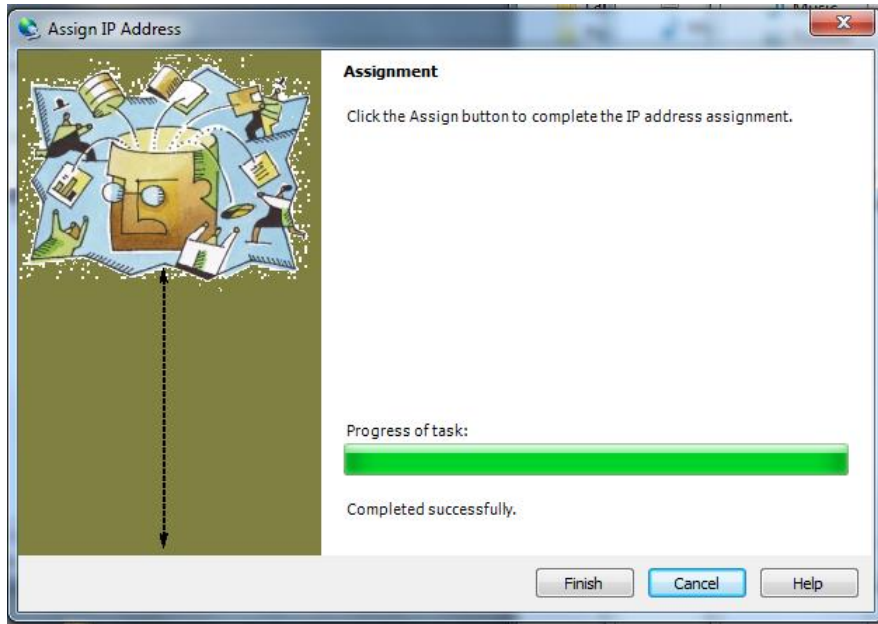 Assign IP Address
Assignment
Click the Assign button to complete the IP address assignment.
Progress of task:
Completed successfully.
Finish Cancel Help